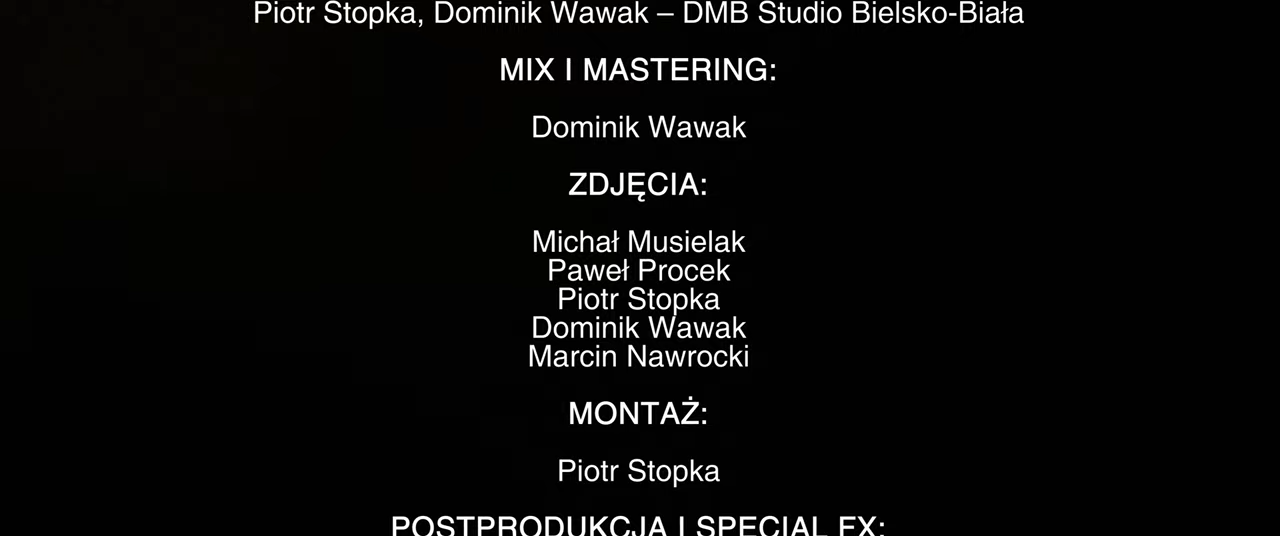 Piotr Stopka, Dominik Wawak – DMB Studio Bielsko-Biała
MIX I MASTERING:
Dominik Wawak
ZDJĘCIA:
Michał Musielak
Paweł Procek
Piotr Stopka
Dominik Wawak
Marcin Nawrocki
MONTAŻ:
Piotr Stopka
POSTPRODUKCJA I SPECIAL FX: